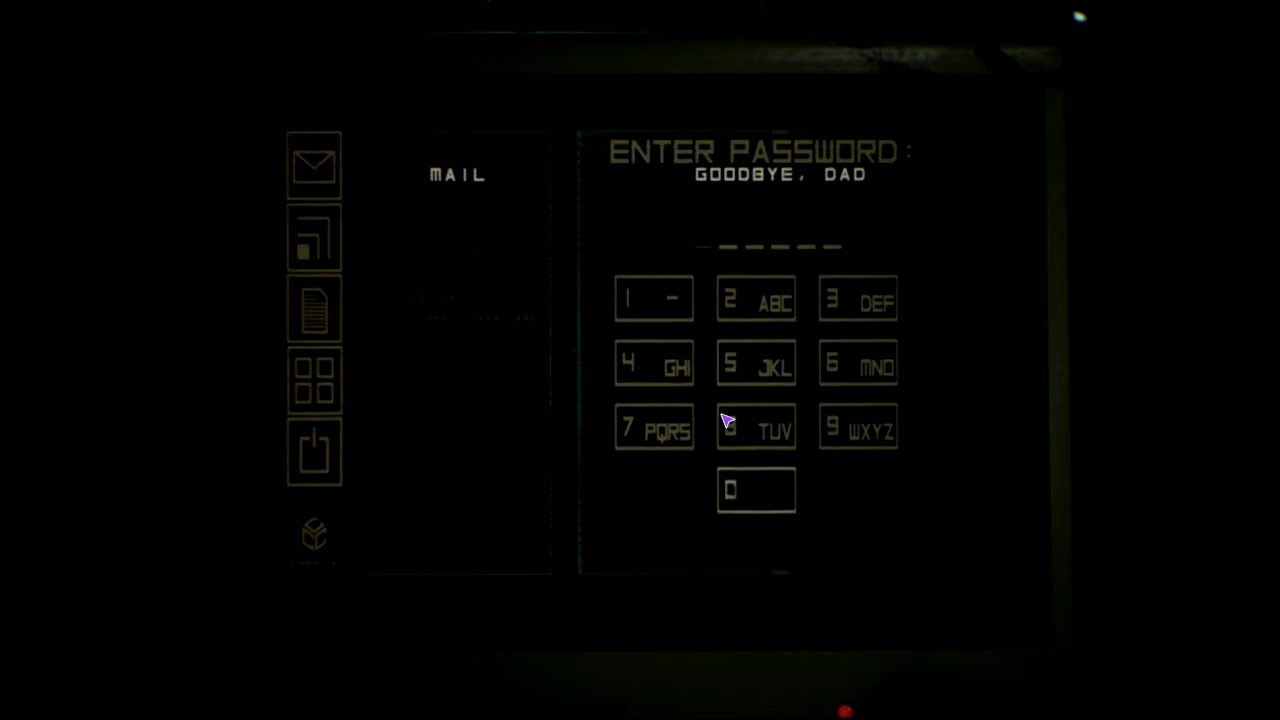 ENTER PASSWORD:
MAIL
GOODBYE, DAD
1 -
2 ABC
3 DEF
4 GHI
5 JKL
6 MNO
7 PQRS
8 TUV
9 WXYZ
0